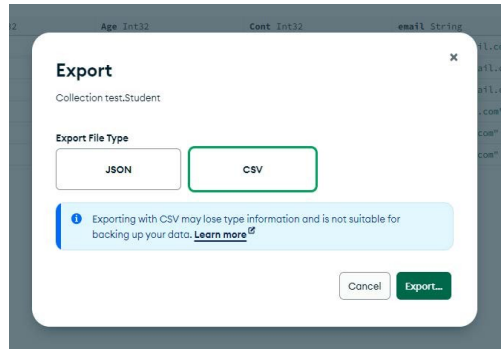 Age Int32 Cont Int32 email String
Export
Collection test.Student
Export File Type
JSON CSV
Exporting with CSV may lose type information and is not suitable for
backing up your data. Learn more
Cancel Export...